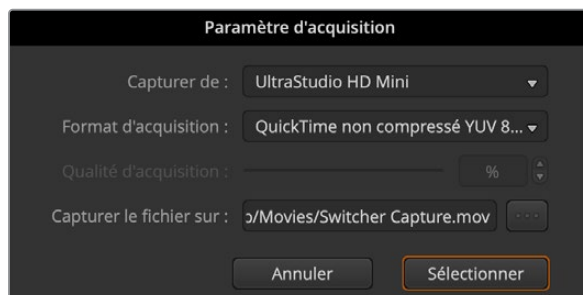 Paramètre d'acquisition
Capturer de : UltraStudio HD Mini
Format d'acquisition : QuickTime non compressé YUV 8...
Qualité d'acquisition : %
Capturer le fichier sur : o/Movies/Switcher Capture.mov ...
Annuler Sélectionner